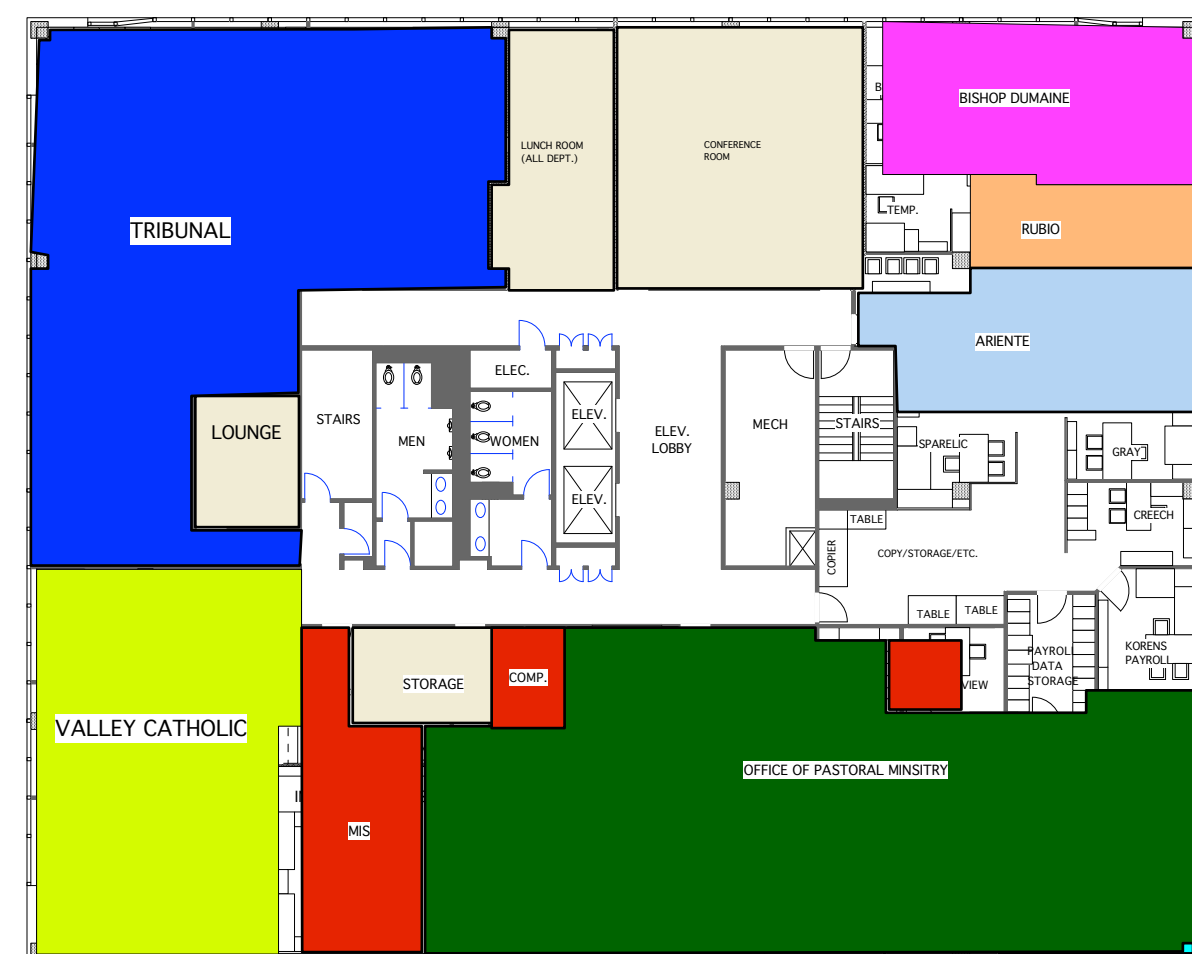 BISHOP DUMAINE
B
LUNCH ROOM
(ALL DEPT.)
CONFERENCE
ROOM
TEMP.
TRIBUNAL
RUBIO
ARIENTE
ELEC.
ELEV.
STAIRS
LOUNGE
MEN
WOMEN
ELEV.
LOBBY
MECH
STAIRS
SPARELIC
GRAY
ELEV.
TABLE
CREECH
COPIER
COPY/STORAGE/ETC.
TABLE
TABLE
KORENS
PAYROLL
PAYROLL
DATA
STORAGE
STORAGE
COMP.
VIEW
VALLEY CATHOLIC
OFFICE OF PASTORAL MINSITRY
MIS